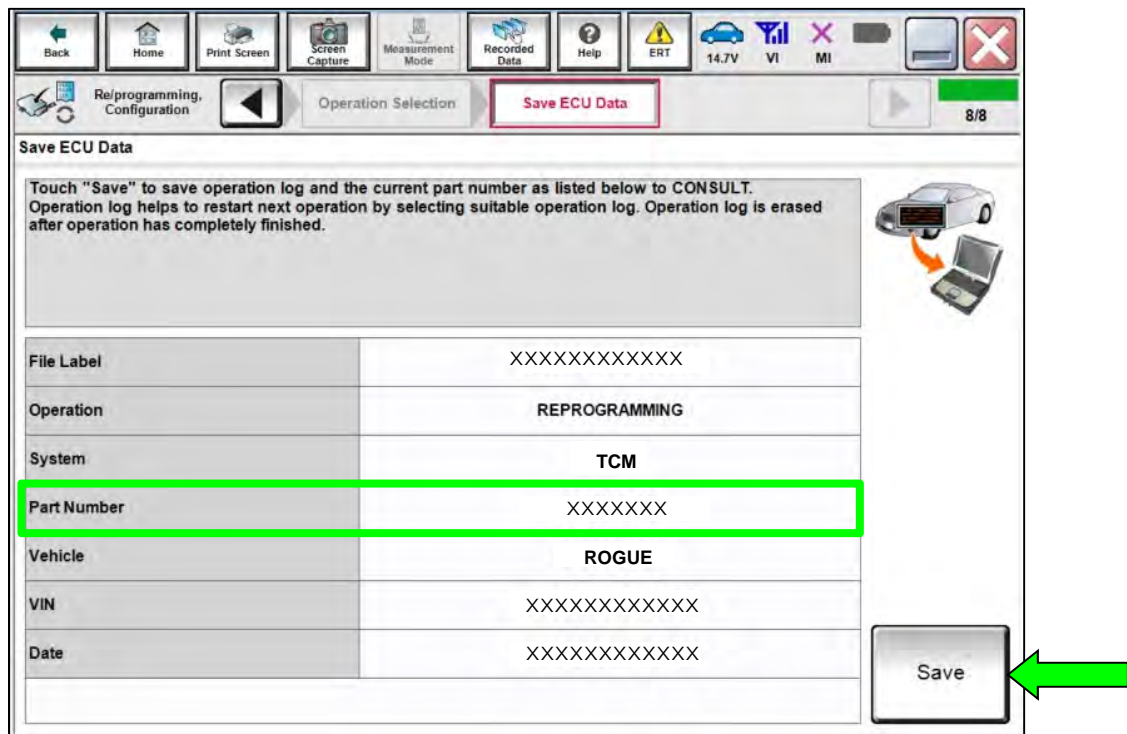 Back
Home
Print Screen
Screen Capture
Measurement Mode
Recorded Data
Help
ERT
14.7V
VI
MI
Re/programming, Configuration
Operation Selection
Save ECU Data
8/8
Save ECU Data
Touch "Save" to save operation log and the current part number as listed below to CONSULT.
Operation log helps to restart next operation by selecting suitable operation log. Operation log is erased
after operation has completely finished.
File Label XXXXXXXXXXXX
Operation REPROGRAMMING
System TCM
Part Number XXXXXXX
Vehicle ROGUE
VIN XXXXXXXXXXXX
Date XXXXXXXXXXXX
Save